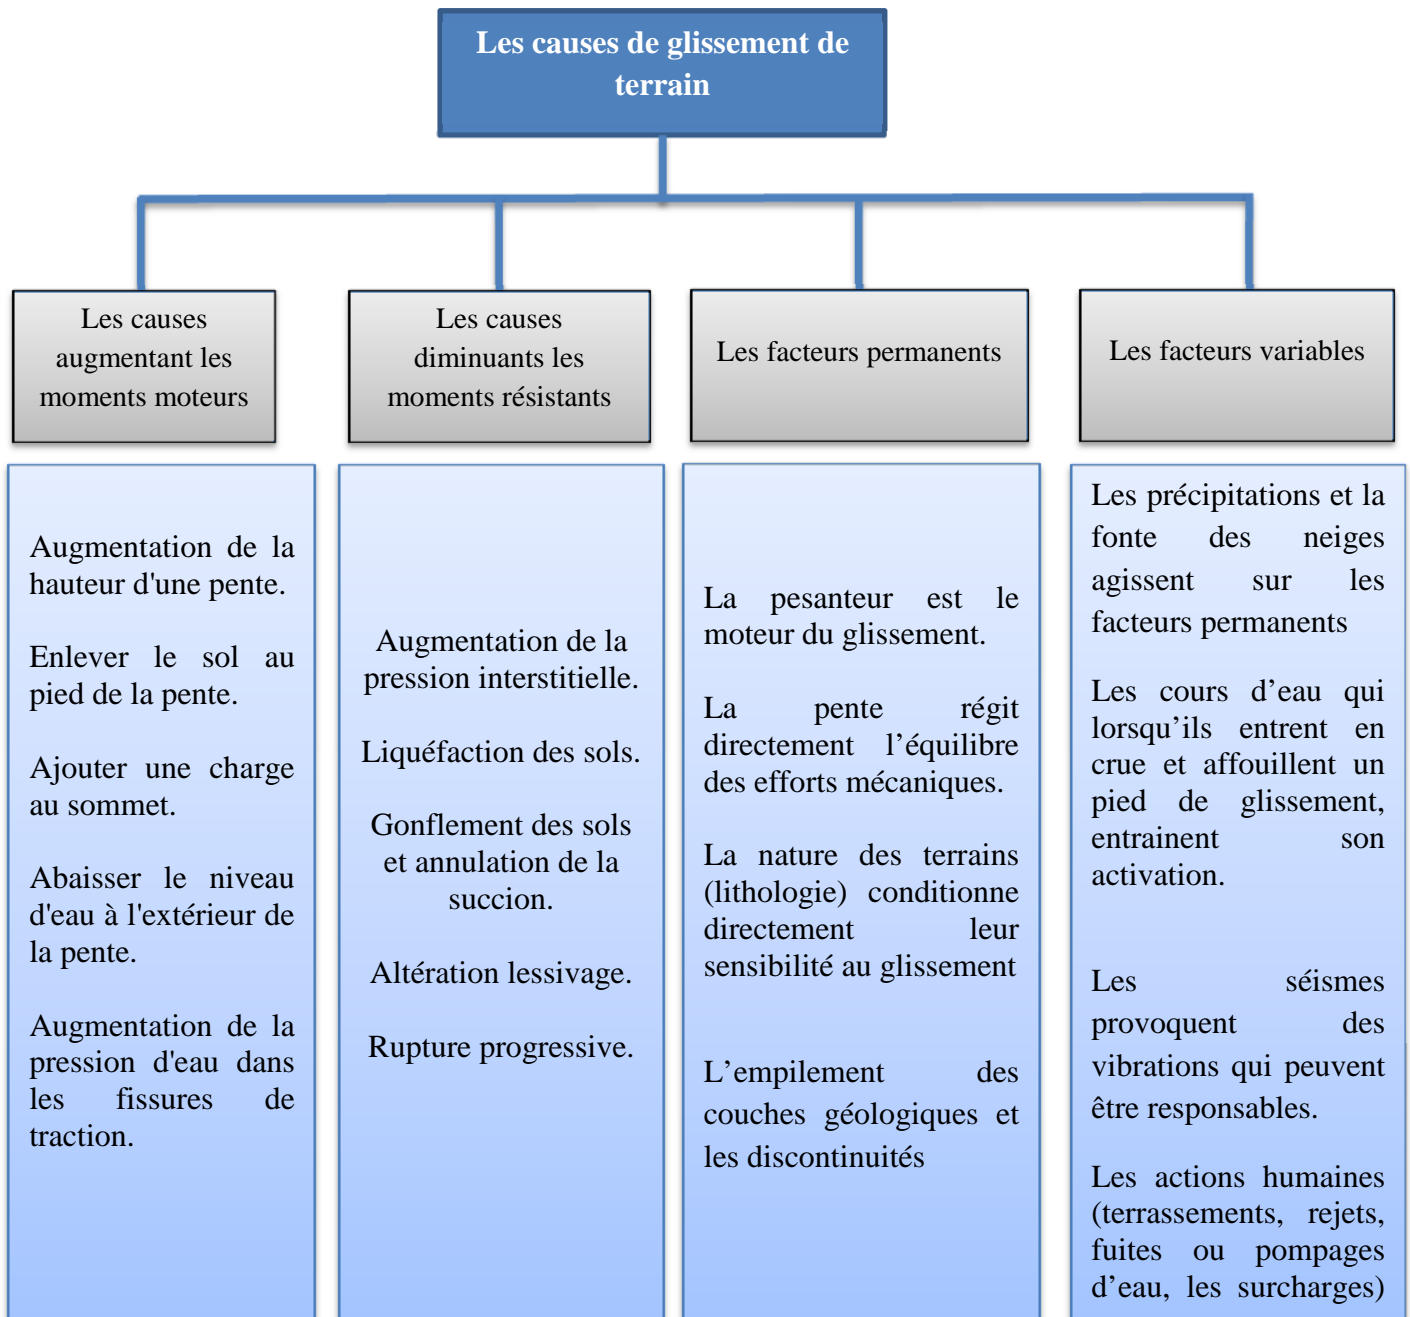 Les causes de glissement de
terrain
Les causes
augmentant les
moments moteurs
Les causes
diminuants les
moments résistants
Les facteurs permanents
Les facteurs variables
Augmentation de la
hauteur d'une pente.
Enlever le sol au
pied de la pente.
Ajouter une charge
au sommet.
Abaisser le niveau
d'eau à l'extérieur de
la pente.
Augmentation de la
pression d'eau dans
les fissures de
traction.
Augmentation de la
pression interstitielle.
Liquéfaction des sols.
Gonflement des sols
et annulation de la
succion.
Altération lessivage.
Rupture progressive.
La pesanteur est le
moteur du glissement.
La pente régit
directement l’équilibre
des efforts mécaniques.
La nature des terrains
(lithologie) conditionne
directement leur
sensibilité au glissement
L’empilement des
couches géologiques et
les discontinuités
Les précipitations et la
fonte des neiges
agissent sur les
facteurs permanents
Les cours d’eau qui
lorsqu’ils entrent en
crue et affouillent un
pied de glissement,
entrainent son
activation.
Les séismes
provoquent des
vibrations qui peuvent
être responsables.
Les actions humaines
(terrassements, rejets,
fuites ou pompages
d’eau, les surcharges)